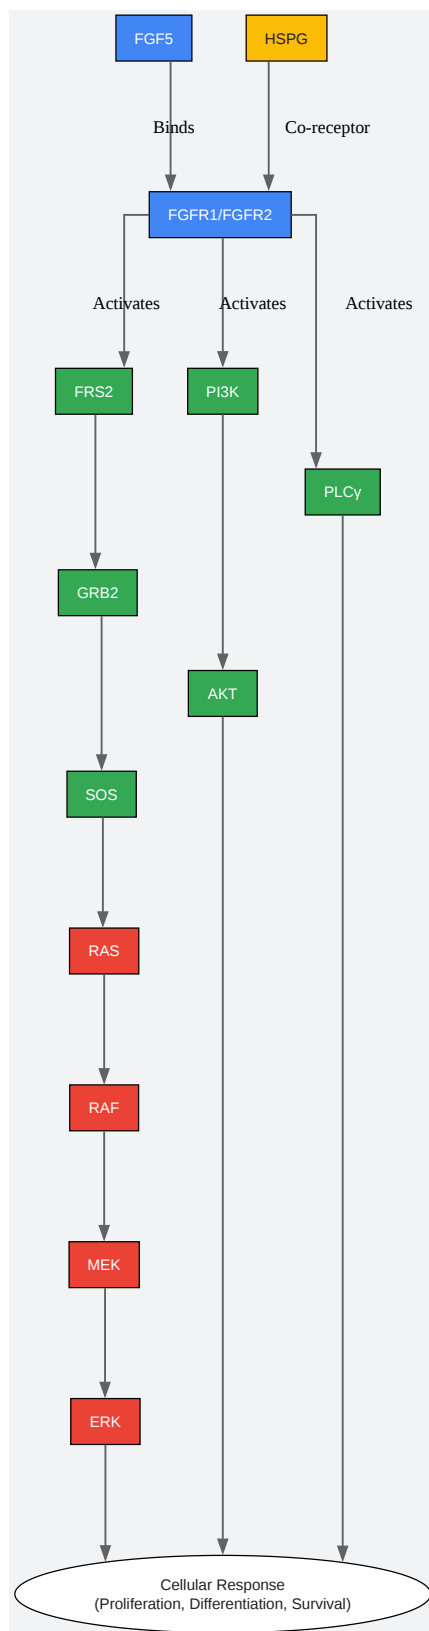 FGF5
HSPG
Binds
Co-receptor
FGFR1/FGFR2
Activates
Activates
Activates
FRS2
PI3K
PLCγ
GRB2
AKT
SOS
RAS
RAF
MEK
ERK
Cellular Response
(Proliferation, Differentiation, Survival)